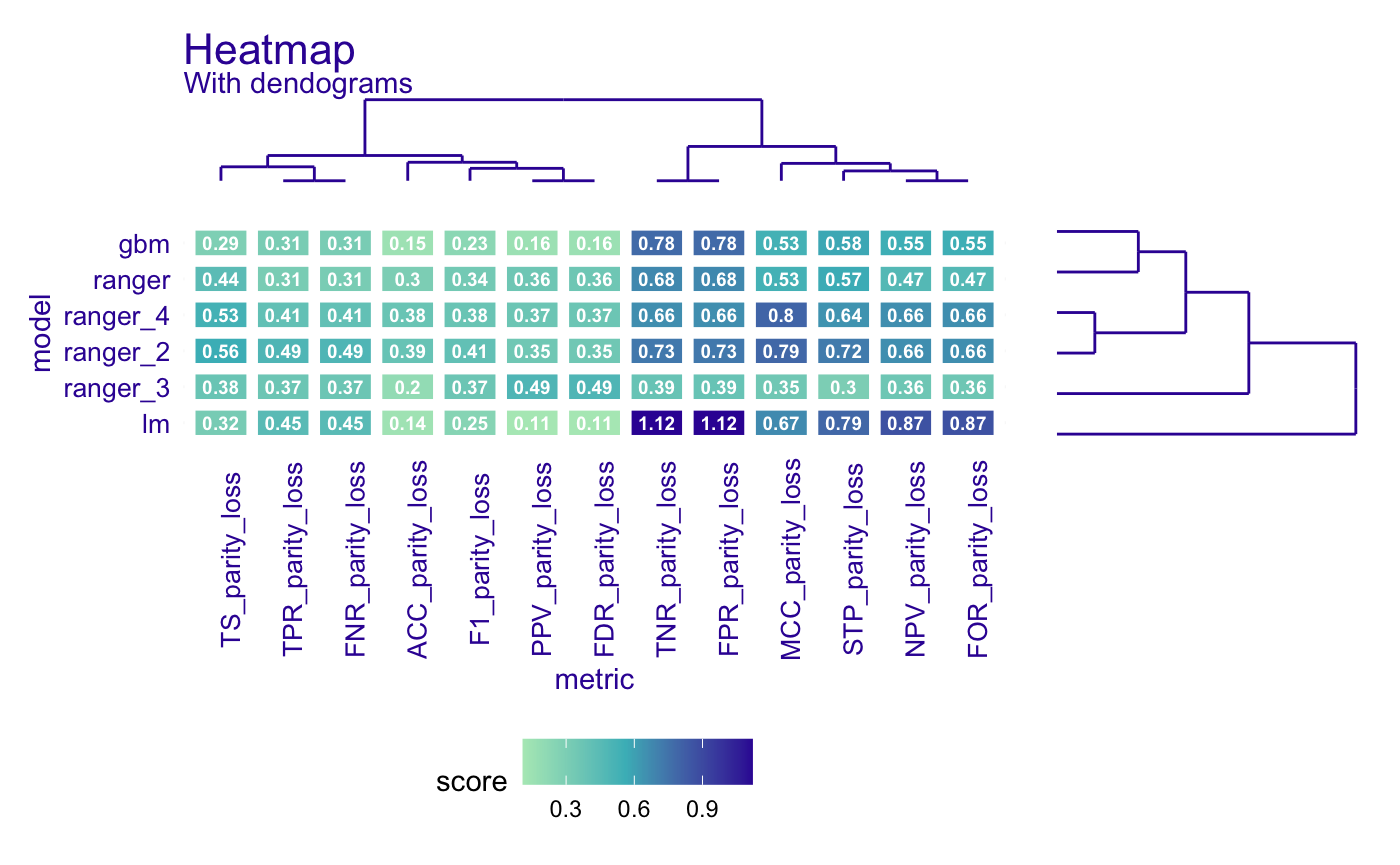 Heatmap
With dendograms
model
gbm 0.29 0.31 0.31 0.15 0.23 0.16 0.16 0.78 0.78 0.53 0.58 0.55 0.55
ranger 0.44 0.31 0.31 0.3 0.34 0.36 0.36 0.68 0.68 0.53 0.57 0.47 0.47
ranger_4 0.53 0.41 0.41 0.38 0.38 0.37 0.37 0.66 0.66 0.8 0.64 0.66 0.66
ranger_2 0.56 0.49 0.49 0.39 0.41 0.35 0.35 0.73 0.73 0.79 0.72 0.66 0.66
ranger_3 0.38 0.37 0.37 0.2 0.37 0.49 0.49 0.39 0.39 0.35 0.3 0.36 0.36
lm 0.32 0.45 0.45 0.14 0.25 0.11 0.11 1.12 1.12 0.67 0.79 0.87 0.87
TS_parity_loss
TPR_parity_loss
FNR_parity_loss
ACC_parity_loss
F1_parity_loss
PPV_parity_loss
FDR_parity_loss
TNR_parity_loss
FPR_parity_loss
MCC_parity_loss
STP_parity_loss
NPV_parity_loss
FOR_parity_loss
metric
score
0.3 0.6 0.9